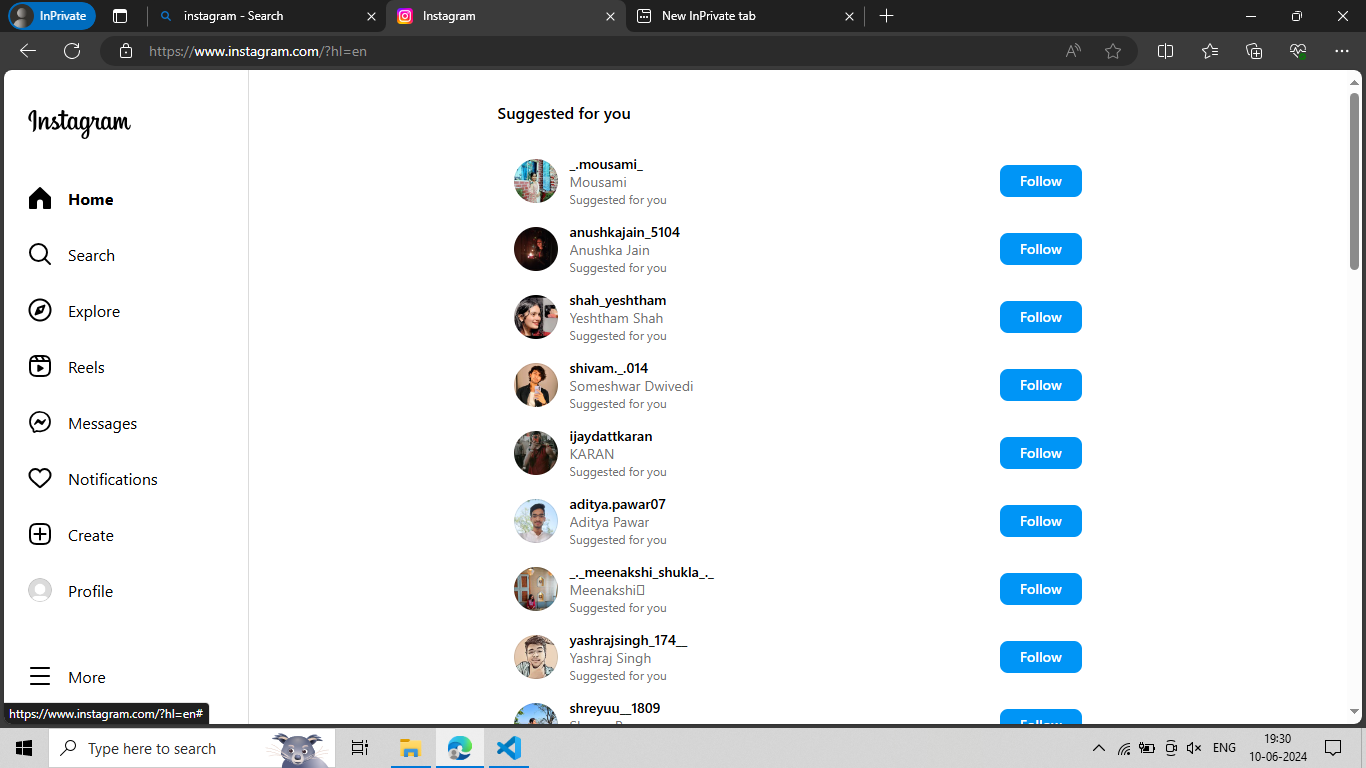 InPrivate
instagram - Search
Instagram
New InPrivate tab
https://www.instagram.com/?hl=en
Instagram
Home
Search
Explore
Reels
Messages
Notifications
Create
Profile
More
Suggested for you
_.mousami_
Mousami
Suggested for you
Follow
anushkajain_5104
Anushka Jain
Suggested for you
Follow
shah_yeshtham
Yeshtham Shah
Suggested for you
Follow
shivam._.014
Someshwar Dwivedi
Suggested for you
Follow
ijaydattkaran
KARAN
Suggested for you
Follow
aditya.pawar07
Aditya Pawar
Suggested for you
Follow
_._meenakshi_shukla_._
Meenakshi
Suggested for you
Follow
yashrajsingh_174__
Yashraj Singh
Suggested for you
Follow
shreyuu__1809
https://www.instagram.com/?hl=en#
Type here to search
ENG
19:30
10-06-2024